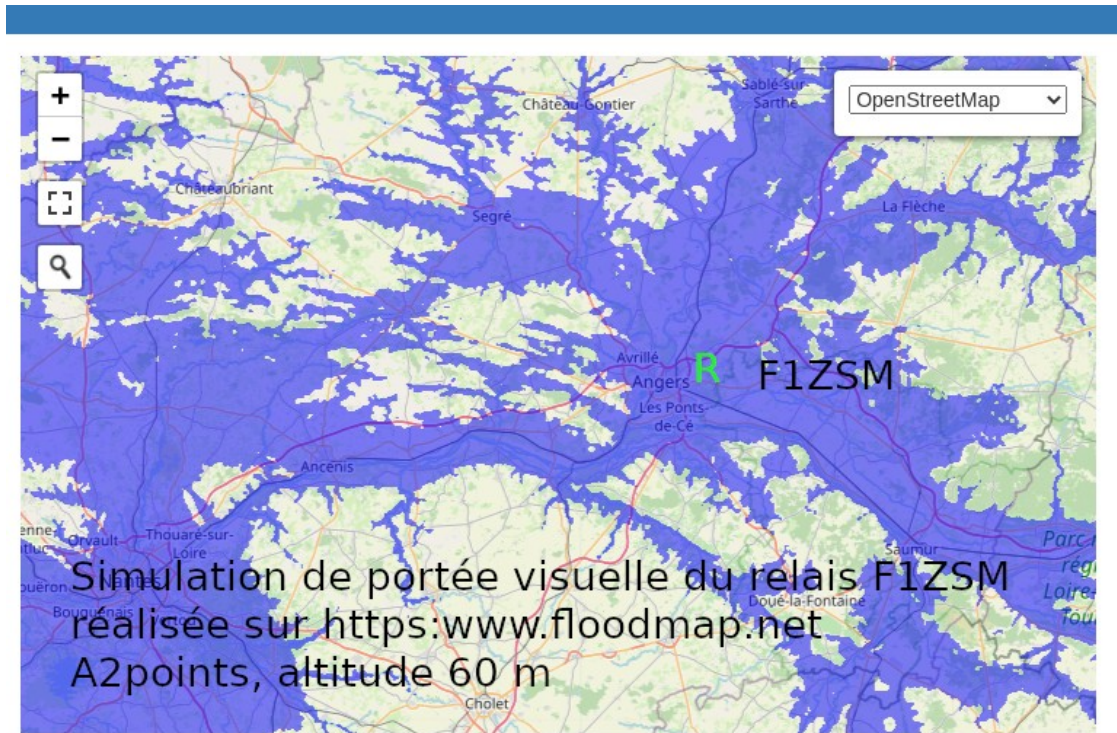 +
OpenStreetMap
−
Sablé-sur-
Sarthe
Château-Gontier
Châteaubriant
La Flèche
Segré
Avrillé
R
F1ZSM
Angers
Les Ponts-
de-Cé
Ancenis
Orvault
Thouaré-sur-
Loire
Saumur
Parc
Simulation de portée visuelle du relais F1ZSM
Nantes
Doué-la-Fontaine
Loire-
Bouguenais
réalisée sur https:www.floodmap.net
A2points, altitude 60 m
Cholet